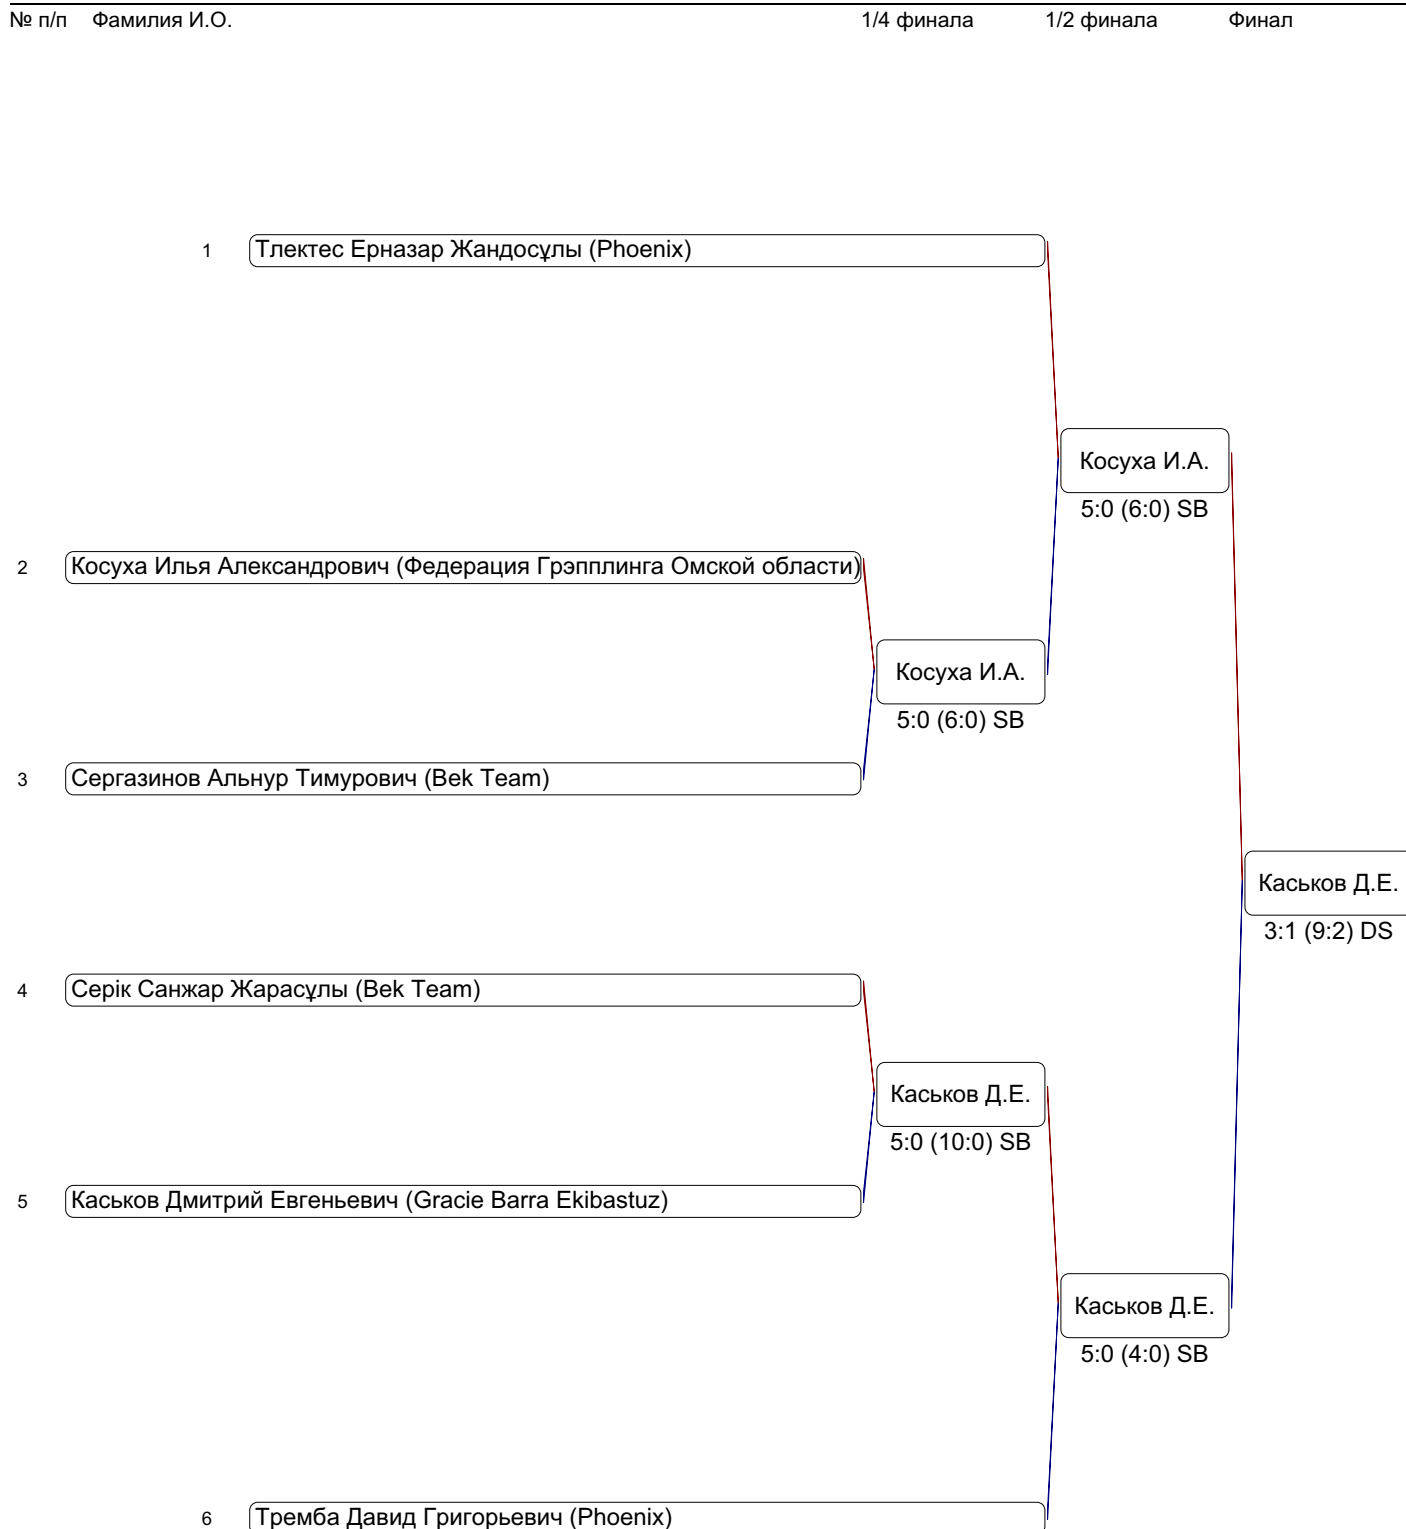 № п/п Фамилия И.О. 1/4 финала 1/2 финала Финал
1 Тлектес Ерназар Жандосұлы (Phoenix)
Косуха И.А.
5:0 (6:0) SB
2 Косуха Илья Александрович (Федерация Грэпплинга Омской области)
Косуха И.А.
5:0 (6:0) SB
3 Сергазинов Альнур Тимурович (Bek Team)
Каськов Д.Е.
3:1 (9:2) DS
4 Серік Санжар Жарасұлы (Bek Team)
Каськов Д.Е.
5:0 (10:0) SB
5 Каськов Дмитрий Евгеньевич (Gracie Barra Ekibastuz)
Каськов Д.Е.
5:0 (4:0) SB
6 Тремба Давид Григорьевич (Phoenix)